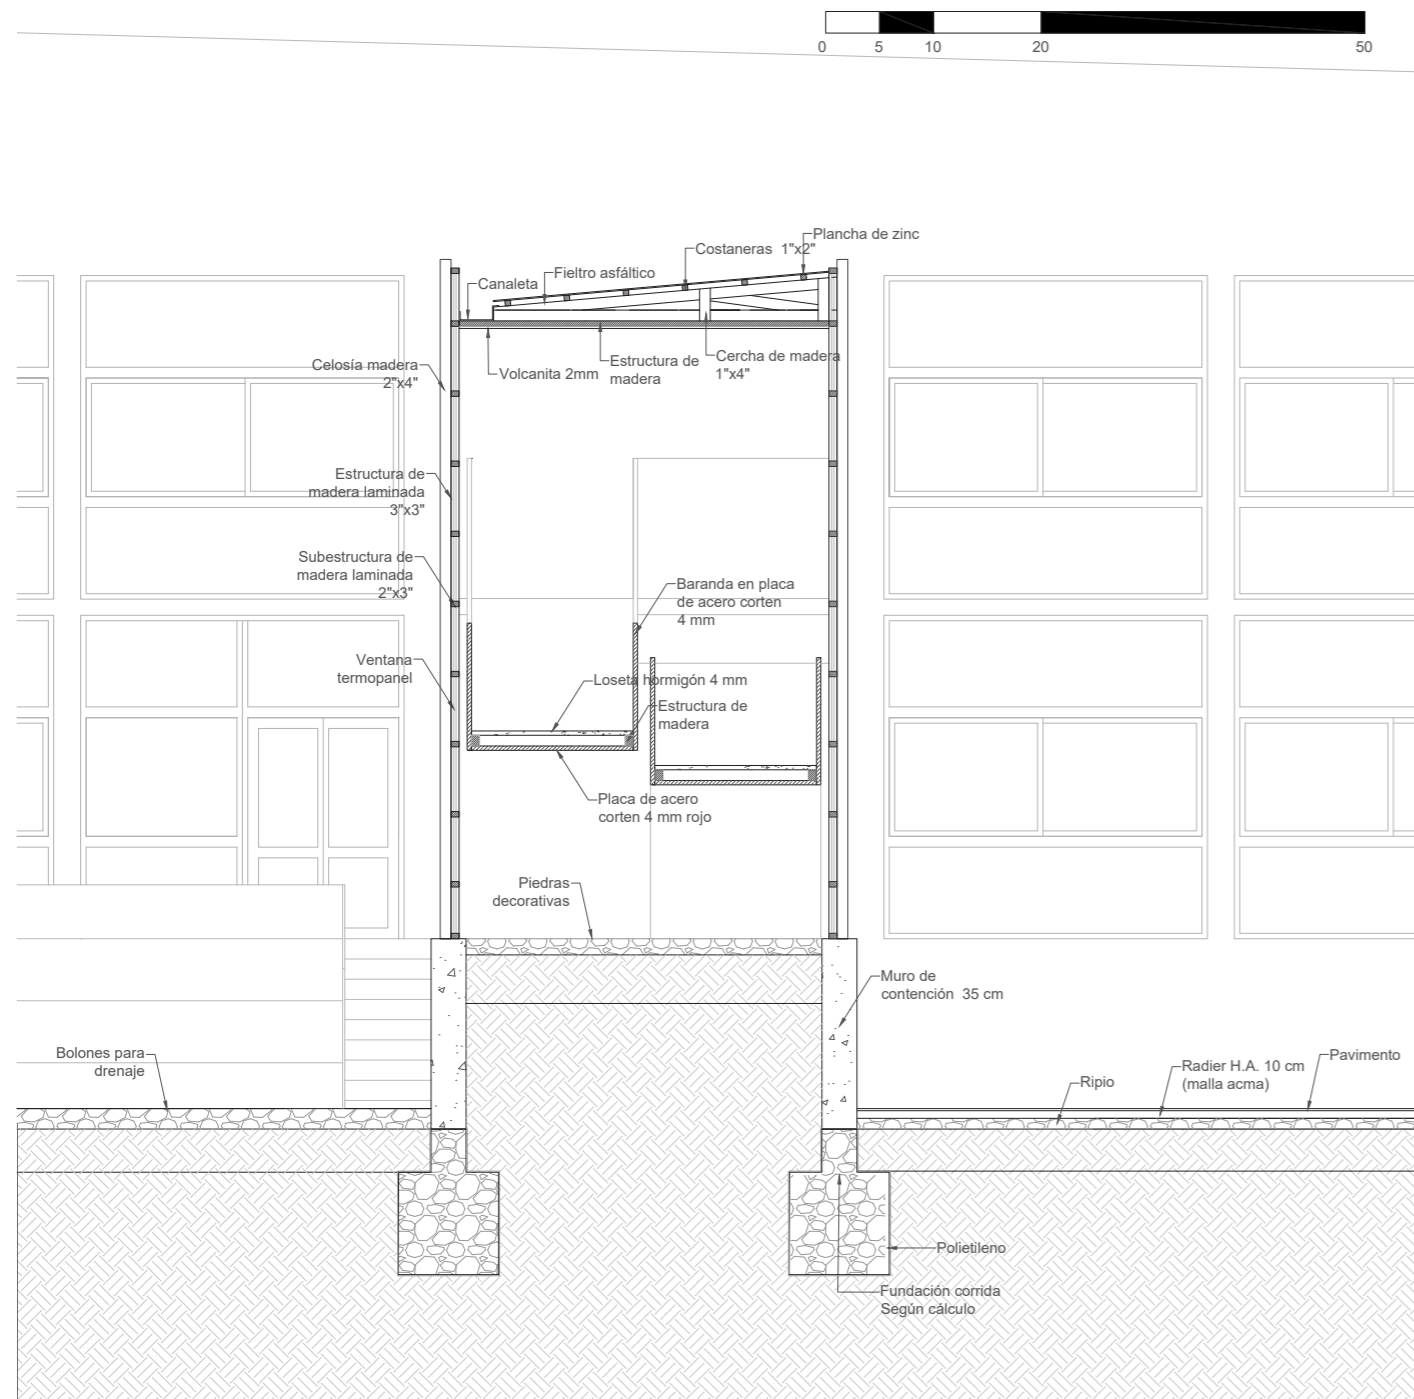 0 5 10 20 50
Plancha de zinc
Costaneras 1"x2"
Fieltro asfáltico
Canaleta
Celosía madera
2"x4"
Volcanita 2mm
Estructura de
madera
Cercha de madera
1"x4"
Estructura de
madera laminada
3"x3"
Subestructura de
madera laminada
2"x3"
Baranda en placa
de acero corten
4 mm
Ventana
termopanel
Loseta hormigón 4 mm
Estructura de
madera
Placa de acero
corten 4 mm rojo
Piedras
decorativas
Muro de
contención 35 cm
Bolones para
drenaje
Pavimento
Radier H.A. 10 cm
(malla acma)
Ripio
Polietileno
Fundación corrida
Según cálculo